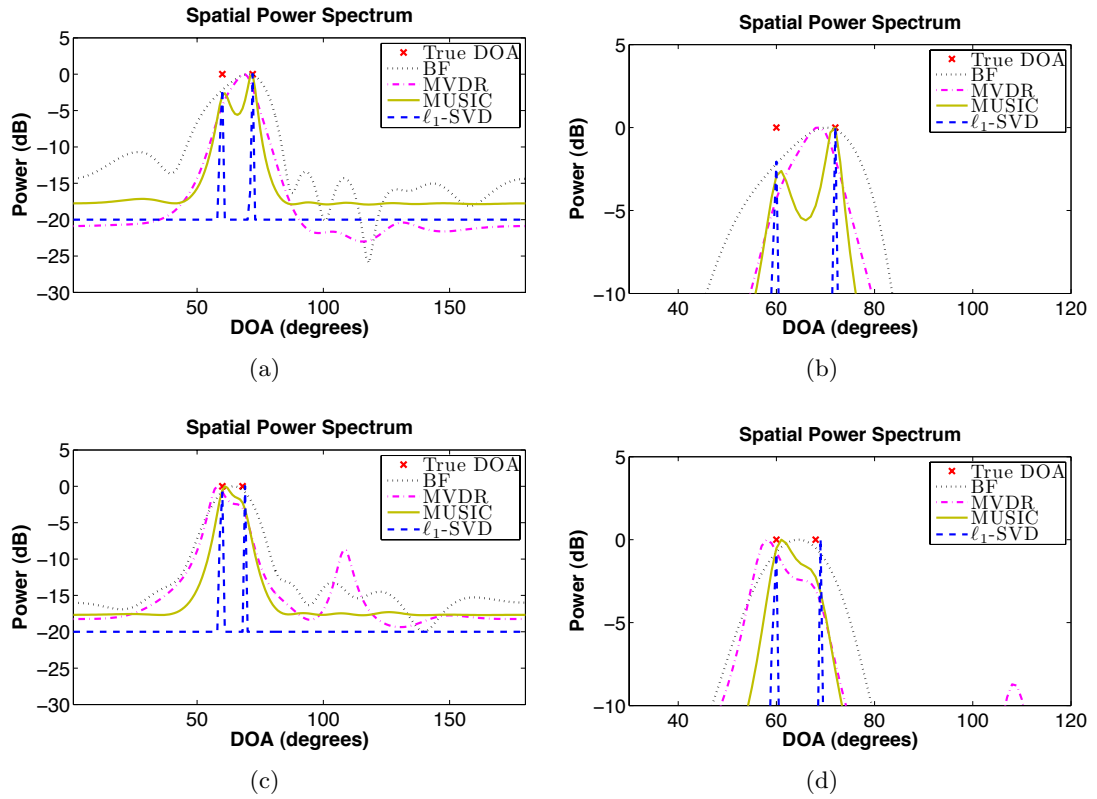 Spatial Power Spectrum
5
0
−5
−10
−15
−20
−25
−30
50
100
150
Power (dB)
DOA (degrees)
True DOA
BF
MVDR
MUSIC
ℓ₁-SVD
(a)
Spatial Power Spectrum
5
0
−5
−10
40
60
80
100
120
Power (dB)
DOA (degrees)
True DOA
BF
MVDR
MUSIC
ℓ₁-SVD
(b)
Spatial Power Spectrum
5
0
−5
−10
−15
−20
−25
−30
50
100
150
Power (dB)
DOA (degrees)
True DOA
BF
MVDR
MUSIC
ℓ₁-SVD
(c)
Spatial Power Spectrum
5
0
−5
−10
40
60
80
100
120
Power (dB)
DOA (degrees)
True DOA
BF
MVDR
MUSIC
ℓ₁-SVD
(d)